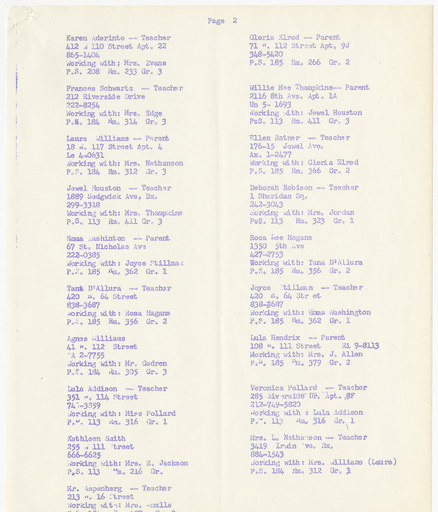 Page 2
Karen Aderinto -- Teacher
412 W 110 Street Apt. 22
865-1404
Working with: Mrs. Evans
P.S. 208 Rm. 233 Gr. 3
Frances Schwartz -- Teacher
212 Riverside Drive
222-8254
Working with: Mrs. Edge
P.S. 184 Rm. 314 Gr. 3
Laura Williams -- Parent
18 W. 117 Street Apt. 4
Le 4-0631
Working with: Mrs. Nathanson
P.S. 184 Rm. 312 Gr. 3
Jewel Houston -- Teacher
1889 Sedgwick Ave, Bx.
299-3318
Working with: Mrs. Thompkins
P.S. 113 Rm. 411 Gr. 3
Emma Washinton -- Parent
67 St. Nicholas Ave
222-0385
Working with: Joyce Stillman
P.S. 185 Rm. 362 Gr. 1
Tana D'Allura -- Teacher
420 W. 64 Street
838-3687
Working with: Rosa Hogans
P.S. 185 Rm. 356 Gr. 2
Agnes Williams
41 W. 112 Street
2-7755
Working with: Mr. Gedren
P.S. 184 Rm. 305 Gr. 3
Lula Addison -- Teacher
351 W. 114 Street
-3859
Working with: Miss Pollard
P.S. 113 Rm. 316 Gr. 1
Kathleen Smith
255 W 111 Street
666-6625
Working with: Mrs. E. Jackson
P.S. 113 Rm. 216 Gr.
Mr. Aspenberg -- Teacher
213 W. 16 Street
Working with: Mrs.
Gloria Elred -- Parent
71 W. 112 Street Apt. 9J
348-5420
P.S. 185 Rm. 266 Gr. 2
Willie Mae Thompkins-- Parent
2116 8th Ave. Apt. 1A
Un 5- 1693
Working with: Jewel Houston
P.S. 113 Rm. 411 Gr. 3
Ellen Ratner -- Teacher
176-15 Jewel Ave.
Ax. 1-2477
Working with: Gloria Elred
P.S. 185 Rm. 366 Gr. 2
Deborah Robison -- Teacher
1 Sheridan Sq.
242-3043
Working with: Mrs. Jordan
P.S. 113 Rm. 323 Gr. 1
Rosa Lee Hogans
1350 5th Ave
427-2753
Working with: Tana D'Allura
P.S. 185 Rm. 356 Gr. 2
Joyce Stillman -- Teacher
420 W. 64 Street
838-3687
Working with: Emma Washington
P.S. 185 Rm. 362 Gr. 1
Lula Hendrix -- Parent
108 W. 111 Street 9-8113
Working with: Mrs. J. Allen
P.S. 185 Rm. 379 Gr. 2
Veronica Pollard -- Teacher
285 Riverside Dr. Apt. 8F
212-749-5820
Working with : Lula Addison
P.S. 113 Rm. 316 Gr. 1
Mrs. L. Nathanson -- Teacher
3419 Irwin Ave. Bx.
884-1543
Working with: Mrs. Williams (Laura)
P.S. 184 Rm. 312 Gr. 3